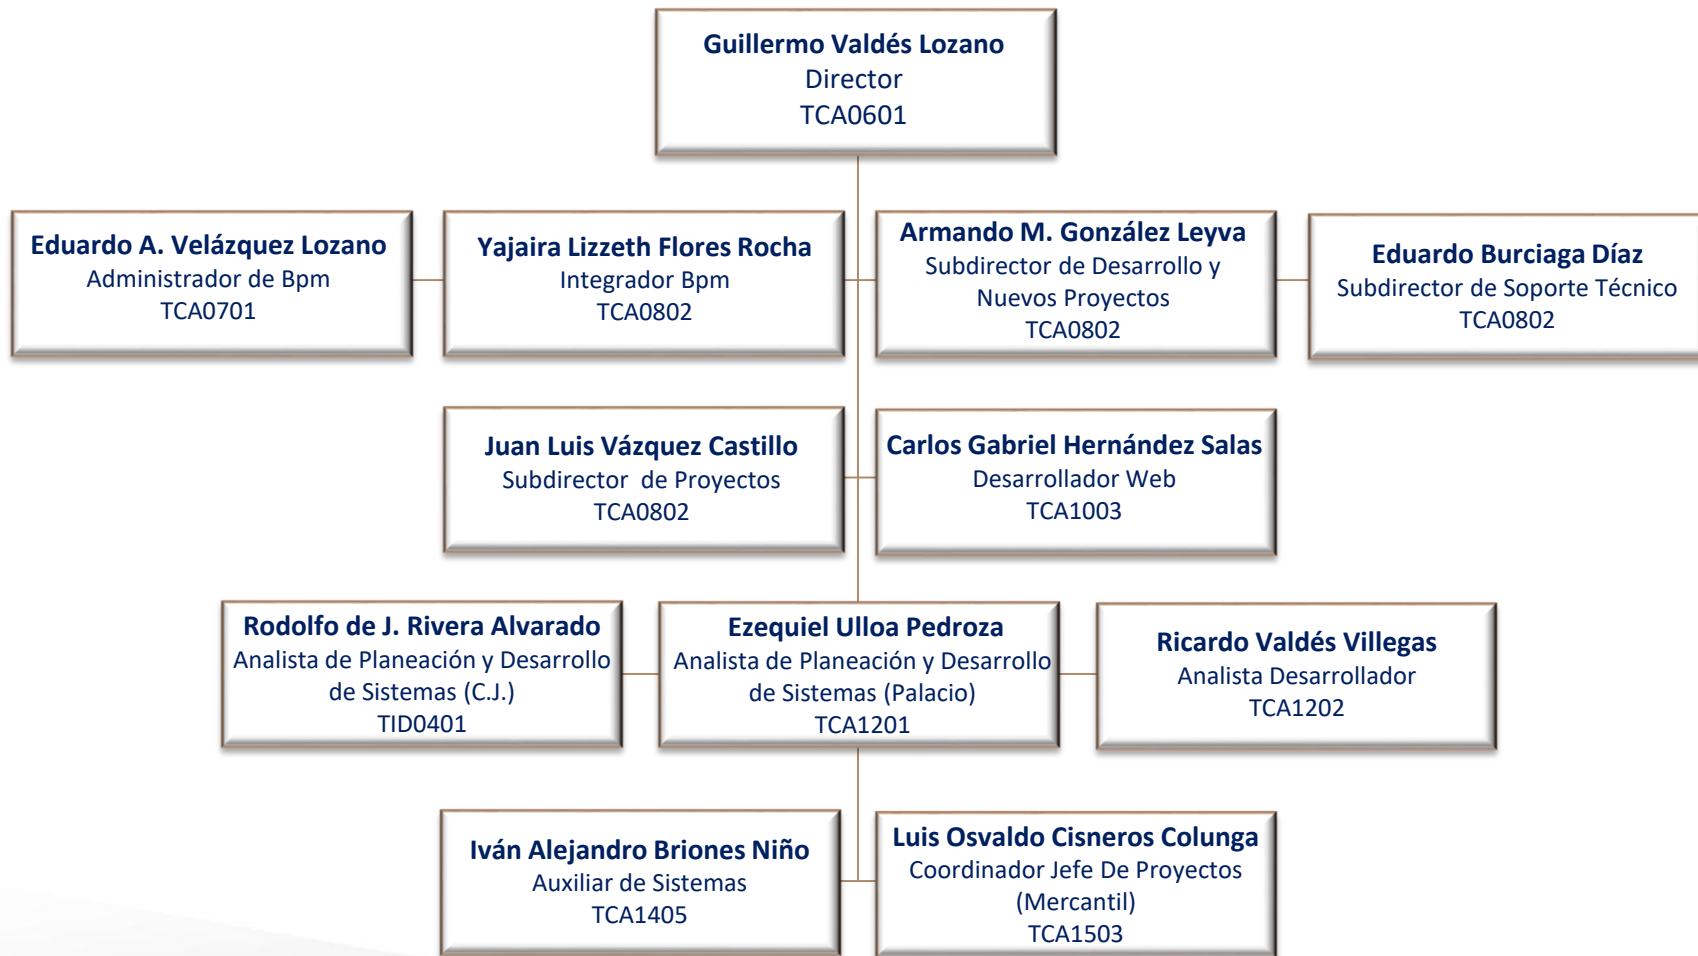 Guillermo Valdés Lozano
Director
TCA0601
Eduardo A. Velázquez Lozano
Administrador de Bpm
TCA0701
Yajaira Lizzeth Flores Rocha
Integrador Bpm
TCA0802
Armando M. González Leyva
Subdirector de Desarrollo y
Nuevos Proyectos
TCA0802
Eduardo Burciaga Díaz
Subdirector de Soporte Técnico
TCA0802
Juan Luis Vázquez Castillo
Subdirector de Proyectos
TCA0802
Carlos Gabriel Hernández Salas
Desarrollador Web
TCA1003
Rodolfo de J. Rivera Alvarado
Analista de Planeación y Desarrollo
de Sistemas (C.J.)
TID0401
Ezequiel Ulloa Pedroza
Analista de Planeación y Desarrollo
de Sistemas (Palacio)
TCA1201
Ricardo Valdés Villegas
Analista Desarrollador
TCA1202
Iván Alejandro Briones Niño
Auxiliar de Sistemas
TCA1405
Luis Osvaldo Cisneros Colunga
Coordinador Jefe De Proyectos
(Mercantil)
TCA1503